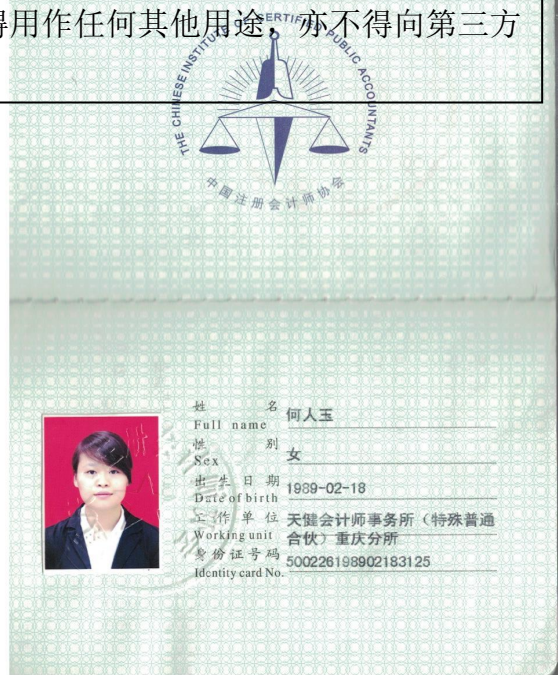 得用作任何其他用途，亦不得向第三方
THE CHINESE INSTITUTE OF CERTIFIED PUBLIC ACCOUNTANTS
中国注册会计师协会
姓 名 何人玉
Full name
性 别 女
Sex
出生日期 1989-02-18
Date of birth
工作单位 天健会计师事务所（特殊普通
Working unit 合伙）重庆分所
身份证号码 500226198902183125
Identity card No.